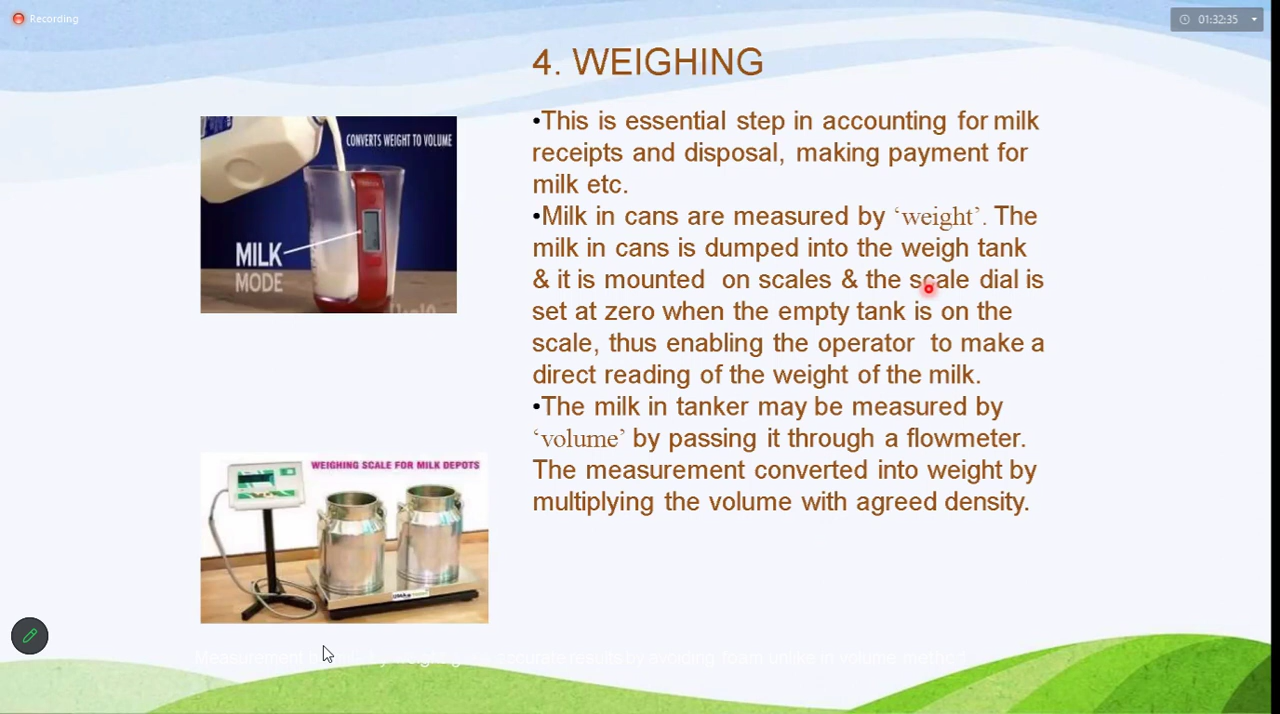 Recording
01:32:35
4. WEIGHING
CONVERTS WEIGHT TO VOLUME
MILK
MODE
•This is essential step in accounting for milk
receipts and disposal, making payment for
milk etc.
•Milk in cans are measured by ‘weight’. The
milk in cans is dumped into the weigh tank
& it is mounted on scales & the scale dial is
set at zero when the empty tank is on the
scale, thus enabling the operator to make a
direct reading of the weight of the milk.
•The milk in tanker may be measured by
‘volume’ by passing it through a flowmeter.
The measurement converted into weight by
multiplying the volume with agreed density.
WEIGHING SCALE FOR MILK DEPOTS
Measurement weighing accurate results by avoiding foam unlike in volume method